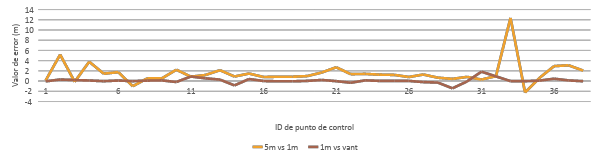 Valor de error (m)
14
12
10
8
6
4
2
0
-2
-4
1 6 11 16 21 26 31 36
ID de punto de control
5m vs 1m 1m vs vant